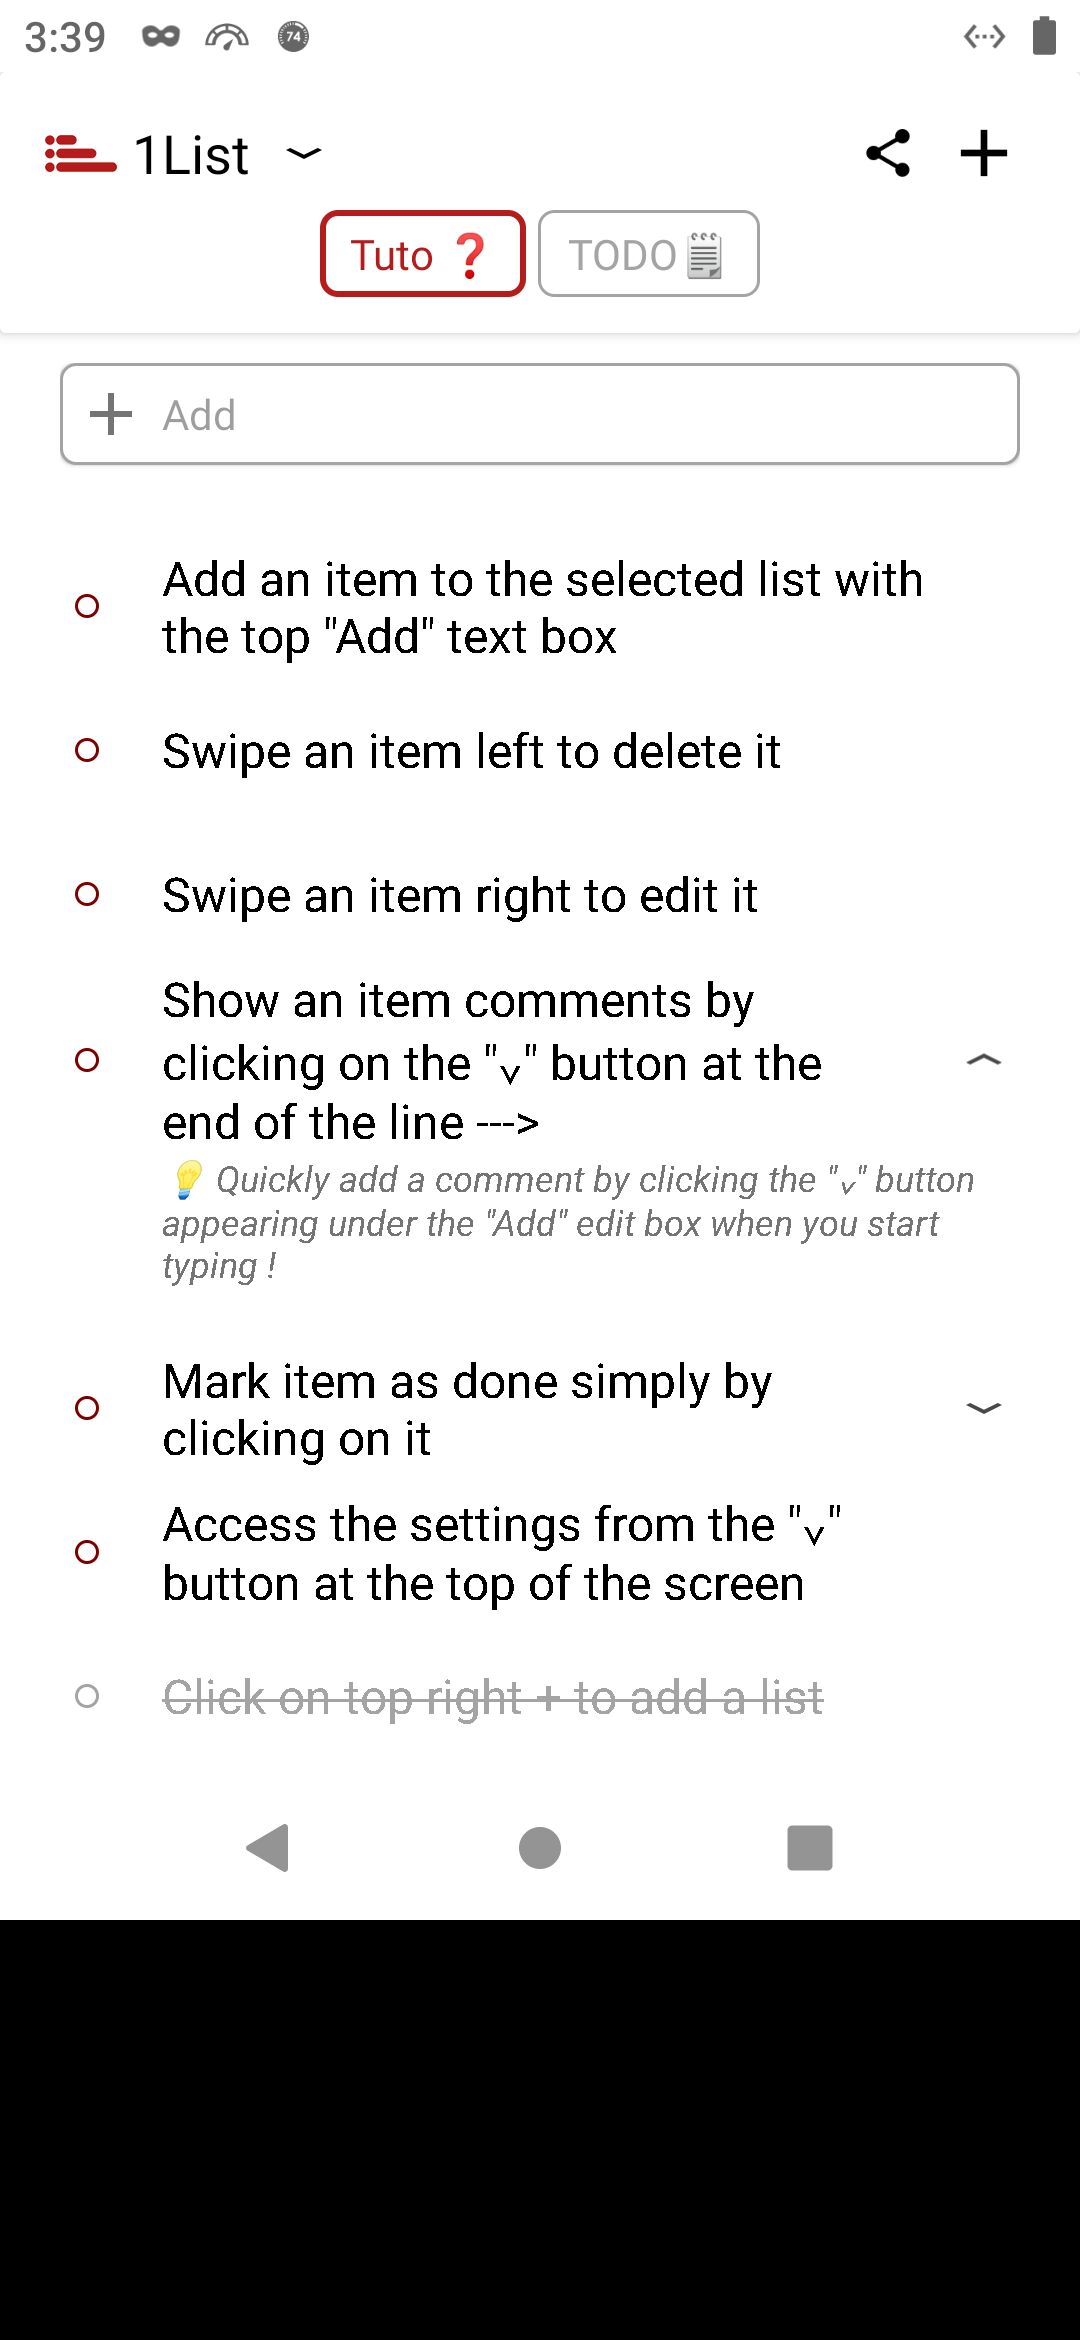 3:39
74
1List
Tuto ❓
TODO
Add
Add an item to the selected list with
the top "Add" text box
Swipe an item left to delete it
Swipe an item right to edit it
Show an item comments by
clicking on the "v" button at the
end of the line --->
💡 Quickly add a comment by clicking the "v" button
appearing under the "Add" edit box when you start
typing !
Mark item as done simply by
clicking on it
Access the settings from the "v"
button at the top of the screen
Click on top right + to add a list